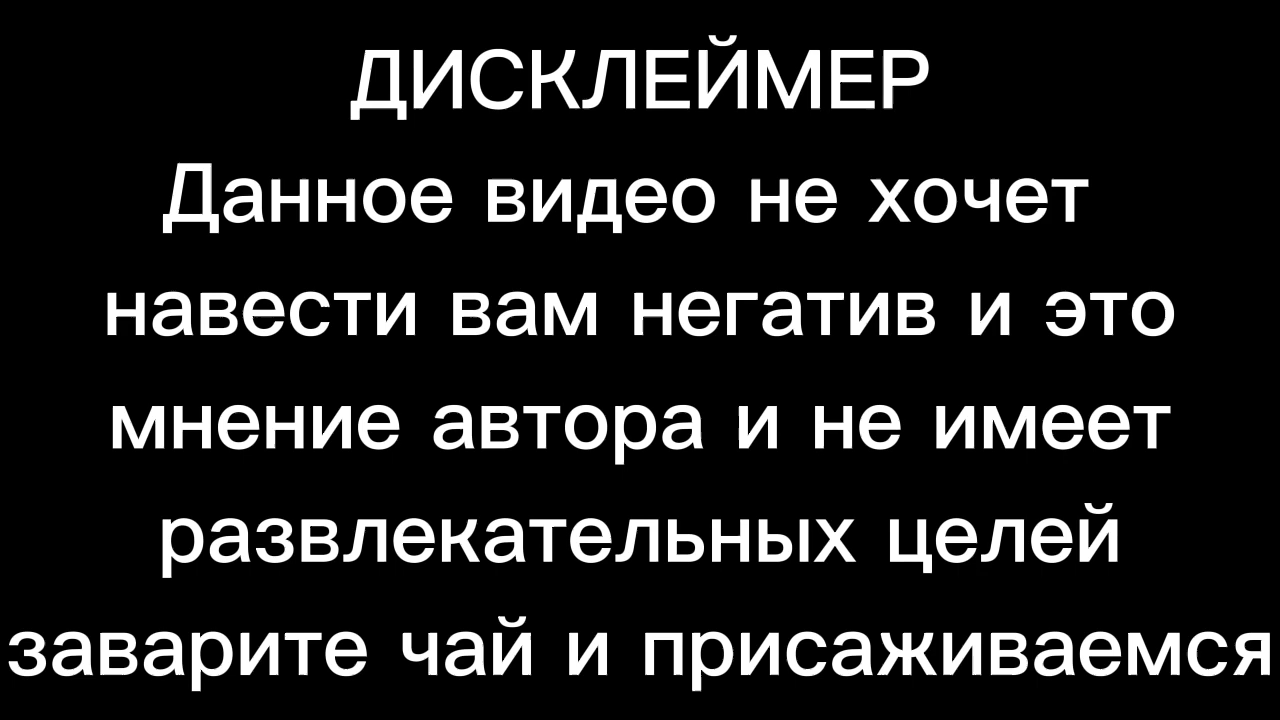 ДИСКЛЕЙМЕР
Данное видео не хочет
навести вам негатив и это
мнение автора и не имеет
развлекательных целей
заварите чай и присаживаемся